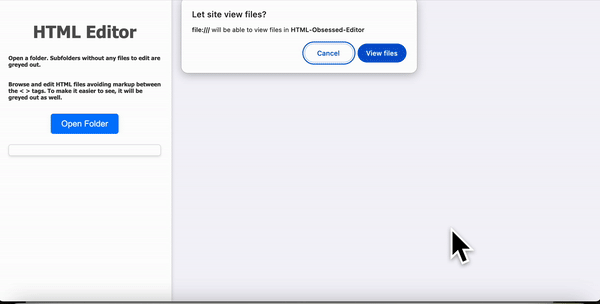 HTML Editor
Open a folder. Subfolders without any files to edit are
greyed out.
Browse and edit HTML files avoiding markup between
the < > tags. To make it easier to see, it will be
greyed out as well.
Open Folder
Let site view files?
file:/// will be able to view files in HTML-Obsessed-Editor
Cancel
View files